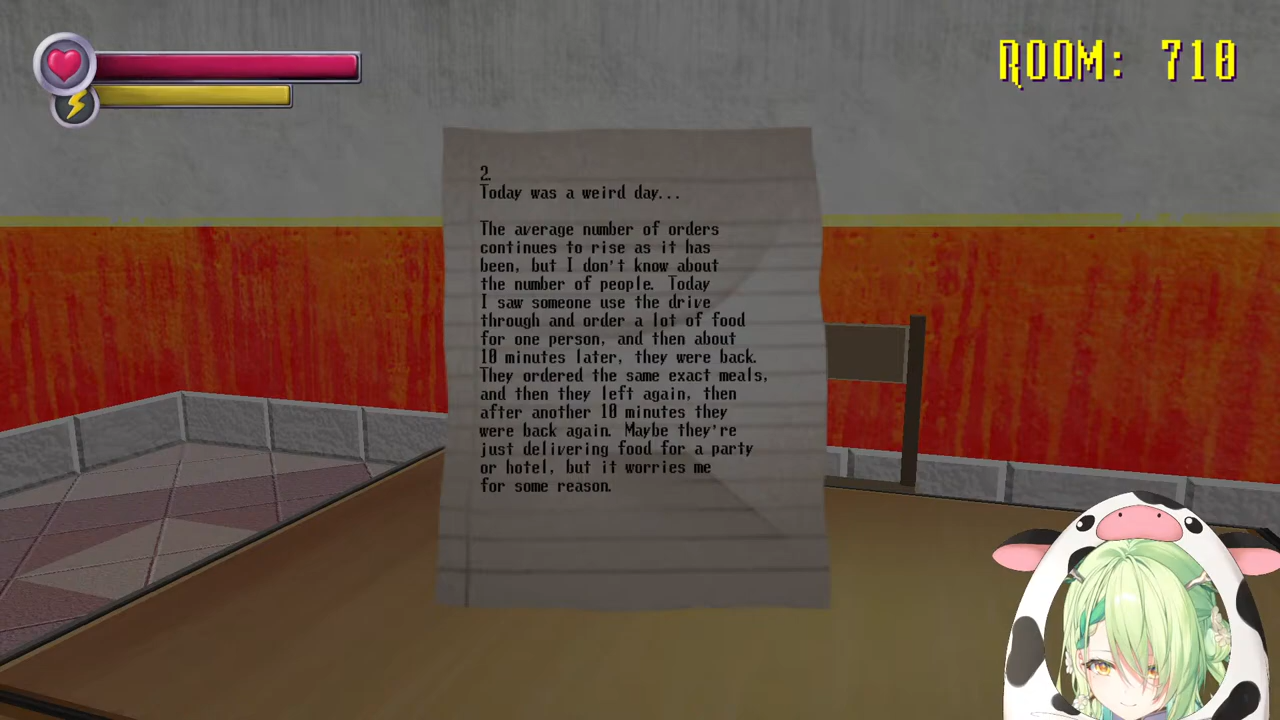 ROOM: 710
2.
Today was a weird day...
The average number of orders
continues to rise as it has
been, but I don't know about
the number of people. Today
I saw someone use the drive
through and order a lot of food
for one person, and then about
10 minutes later, they were back.
They ordered the same exact meals,
and then they left again, then
after another 10 minutes they
were back again. Maybe they're
just delivering food for a party
or hotel, but it worries me
for some reason.